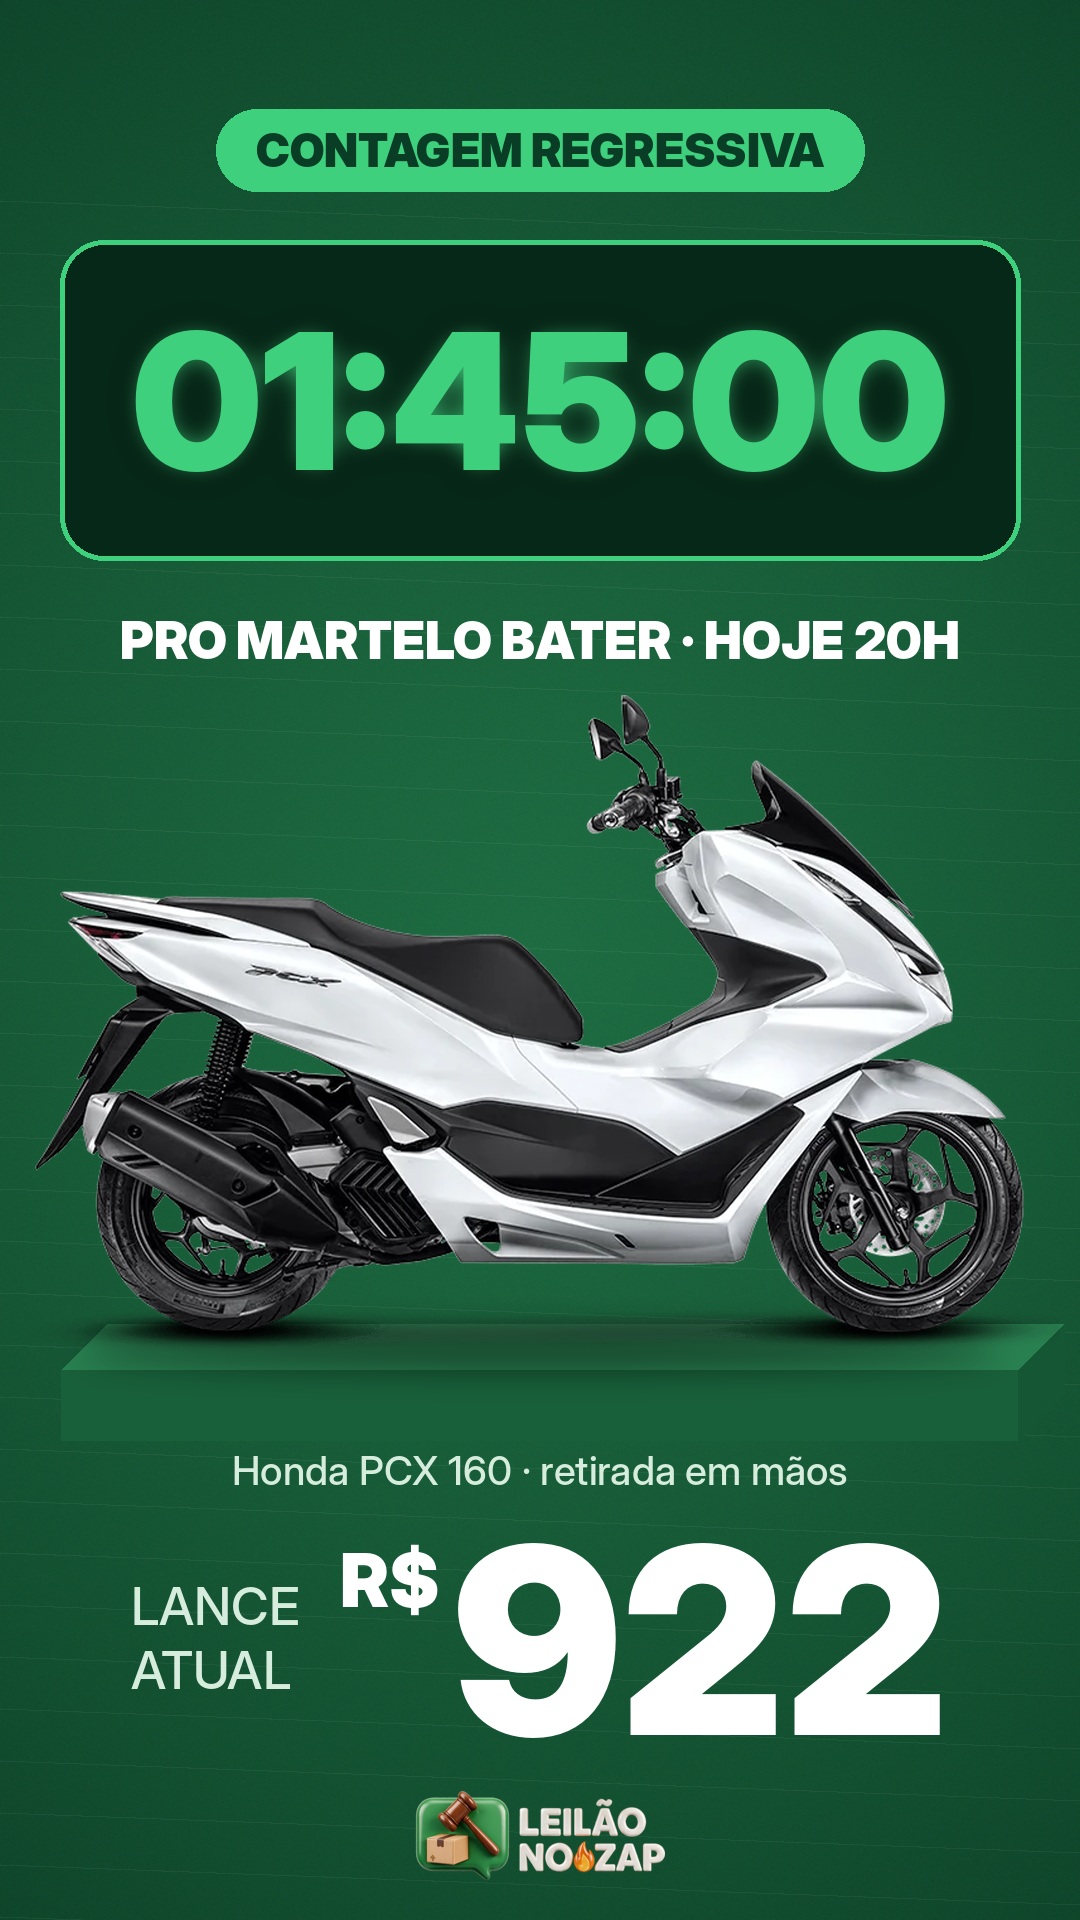 CONTAGEM REGRESSIVA
01:45:00
PRO MARTELO BATER · HOJE 20H
PCX
Honda PCX 160 · retirada em mãos
LANCE
ATUAL
R$ 922
LEILÃO
NO ZAP